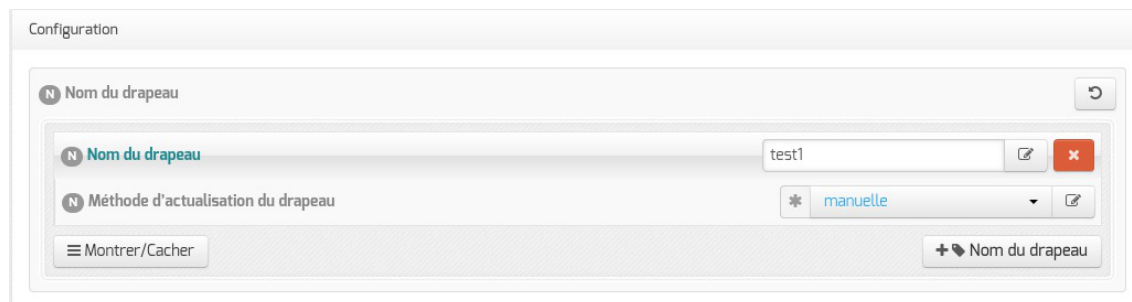 Configuration
N Nom du drapeau
N Nom du drapeau test1
N Méthode d'actualisation du drapeau * manuelle
Montrer/Cacher + Nom du drapeau